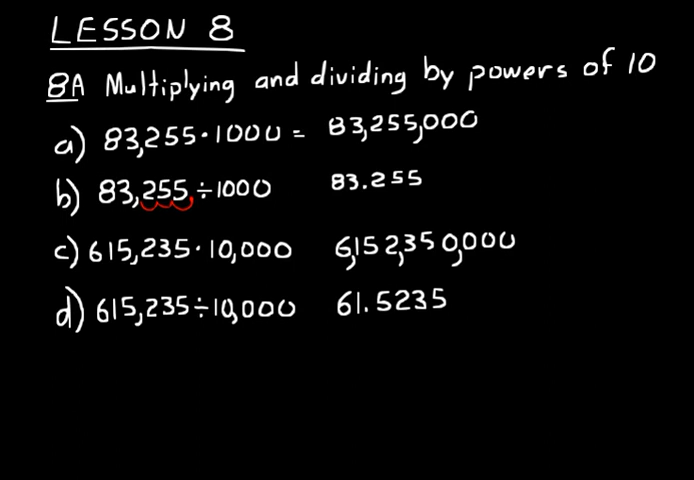 LESSON 8
8A Multiplying and dividing by powers of 10
a) 83,255·1000 = 83,255,000
b) 83,255.÷1000 83.255
c) 615,235·10,000 6,152,350,000
d) 615,235÷10,000 61.5235